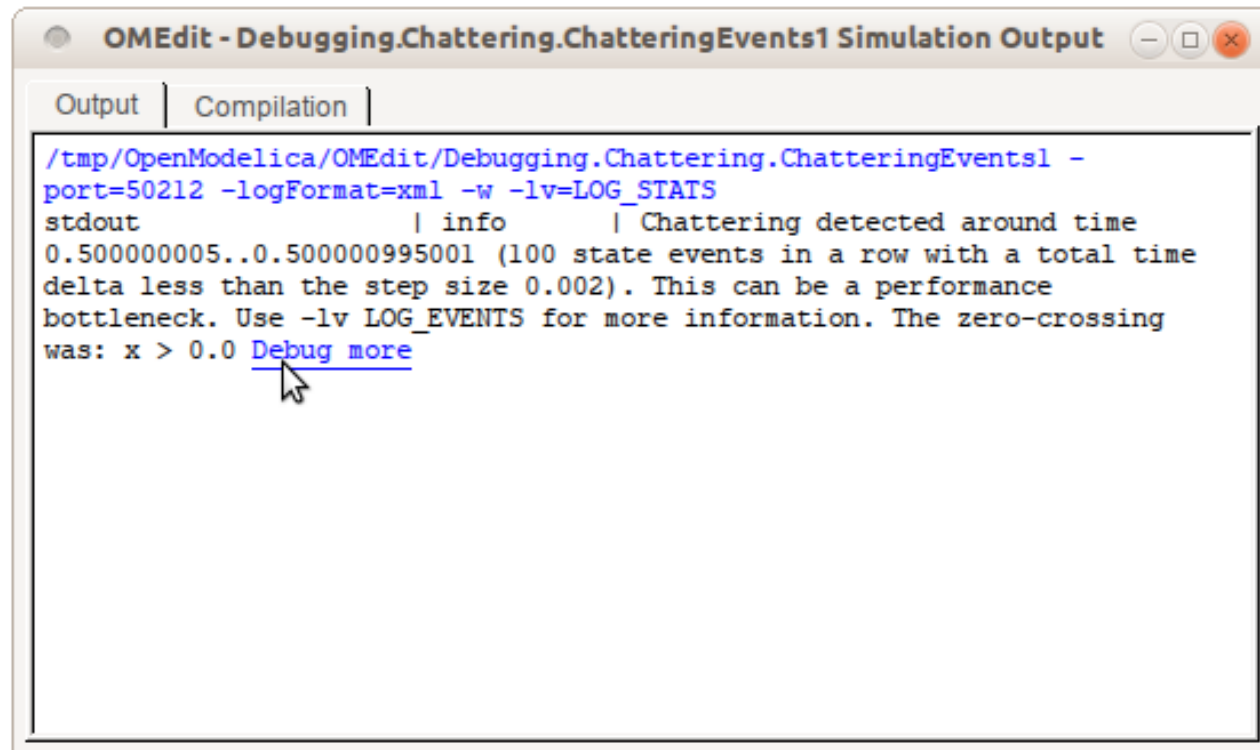 OMEdit - Debugging.Chattering.ChatteringEvents1 Simulation Output
Output Compilation
/tmp/OpenModelica/OMEdit/Debugging.Chattering.ChatteringEvents1 -
port=50212 -logFormat=xml -w -lv=LOG_STATS
stdout | info | Chattering detected around time
0.500000005..0.500000995001 (100 state events in a row with a total time
delta less than the step size 0.002). This can be a performance
bottleneck. Use -lv LOG_EVENTS for more information. The zero-crossing
was: x > 0.0 Debug more